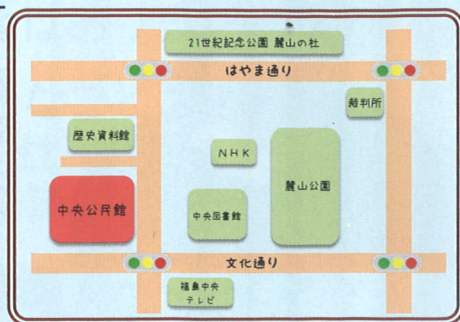 21世紀記念公園 麓山の杜
はやま通り
裁判所
歴史資料館
NHK
麓山公園
中央公民館
中央図書館
文化通り
福島中央
テレビ